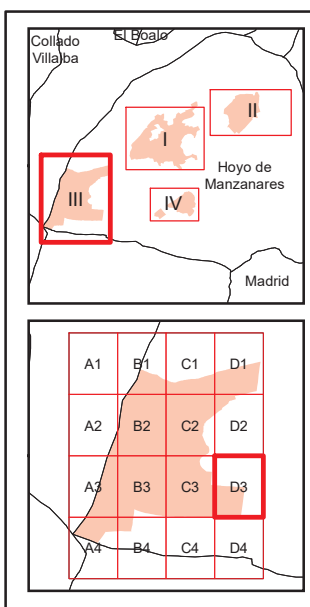 El Boalo
Collado
Villalba
II
I
Hoyo de
Manzanares
III
IV
Madrid
A1 B1 C1 D1
A2 B2 C2 D2
A3 B3 C3 D3
A4 B4 C4 D4